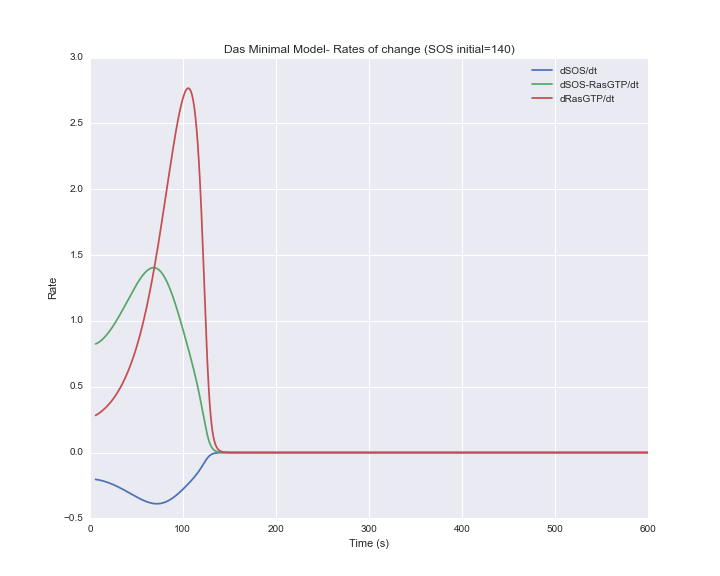 Das Minimal Model- Rates of change (SOS initial=140)
3.0
2.5
2.0
1.5
1.0
0.5
0.0
−0.5
Rate
dSOS/dt
dSOS-RasGTP/dt
dRasGTP/dt
0 100 200 300 400 500 600
Time (s)